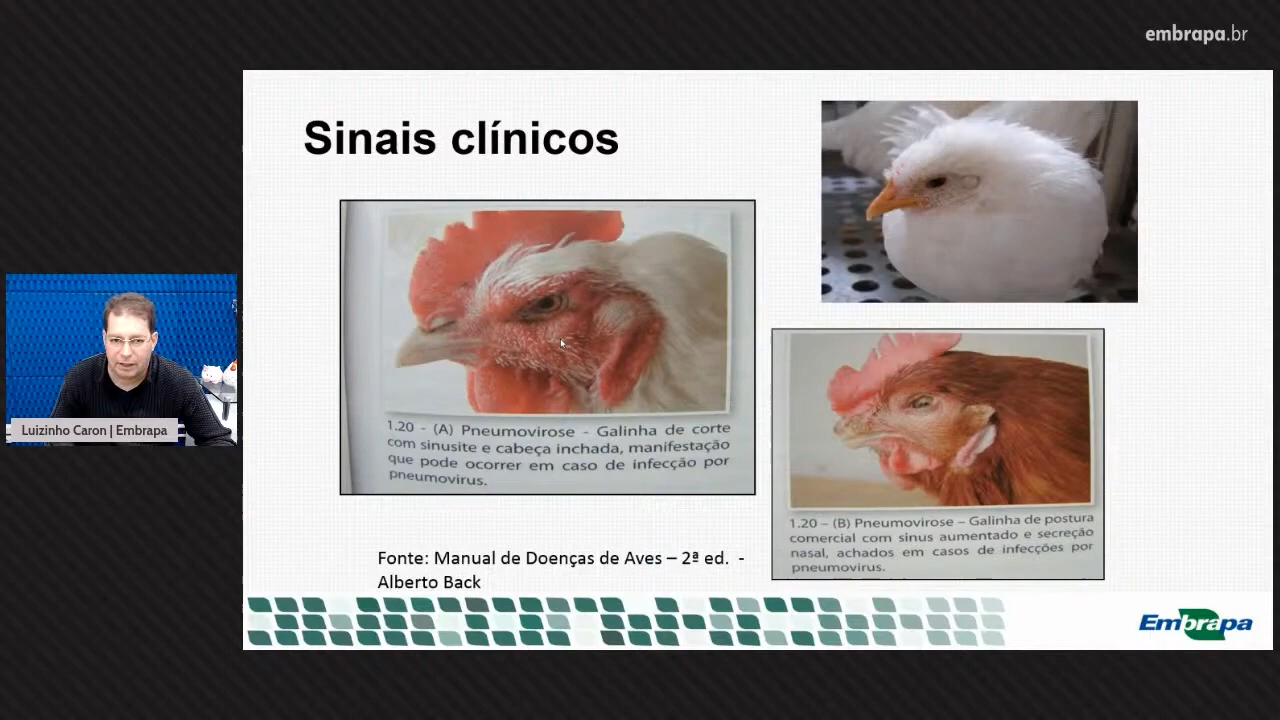 embrapa.br
Sinais clínicos
1.20 - (A) Pneumovirose - Galinha de corte
com sinusite e cabeça inchada, manifestação
que pode ocorrer em caso de infecção por
pneumovirus.
1.20 – (B) Pneumovirose – Galinha de postura
comercial com sinus aumentado e secreção
nasal, achados em casos de infecções por
pneumovirus.
Fonte: Manual de Doenças de Aves – 2ª ed. -
Alberto Back
Luizinho Caron | Embrapa
Embrapa